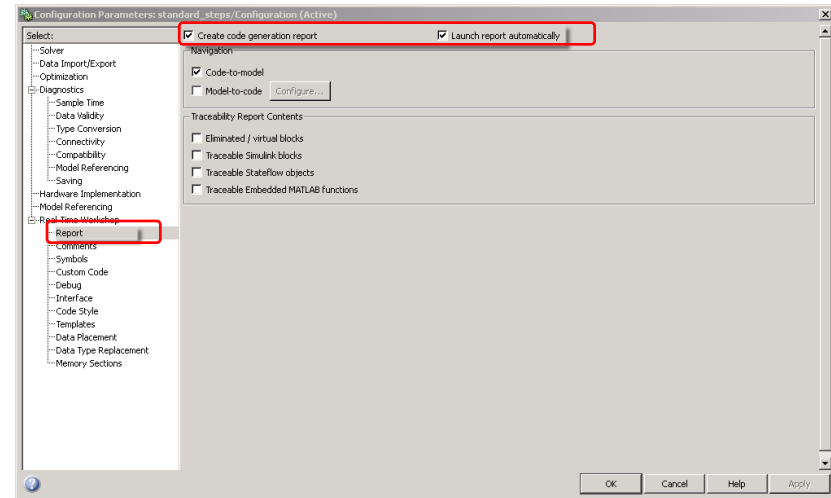 Configuration Parameters: standard_steps/Configuration (Active)
Select:
Solver
Data Import/Export
Optimization
Diagnostics
Sample Time
Data Validity
Type Conversion
Connectivity
Compatibility
Model Referencing
Saving
Hardware Implementation
Model Referencing
Real-Time Workshop
Report
Comments
Symbols
Custom Code
Debug
Interface
Code Style
Templates
Data Placement
Data Type Replacement
Memory Sections
Create code generation report Launch report automatically
Navigation
Code-to-model
Model-to-code Configure...
Traceability Report Contents
Eliminated / virtual blocks
Traceable Simulink blocks
Traceable Stateflow objects
Traceable Embedded MATLAB functions
OK Cancel Help Apply